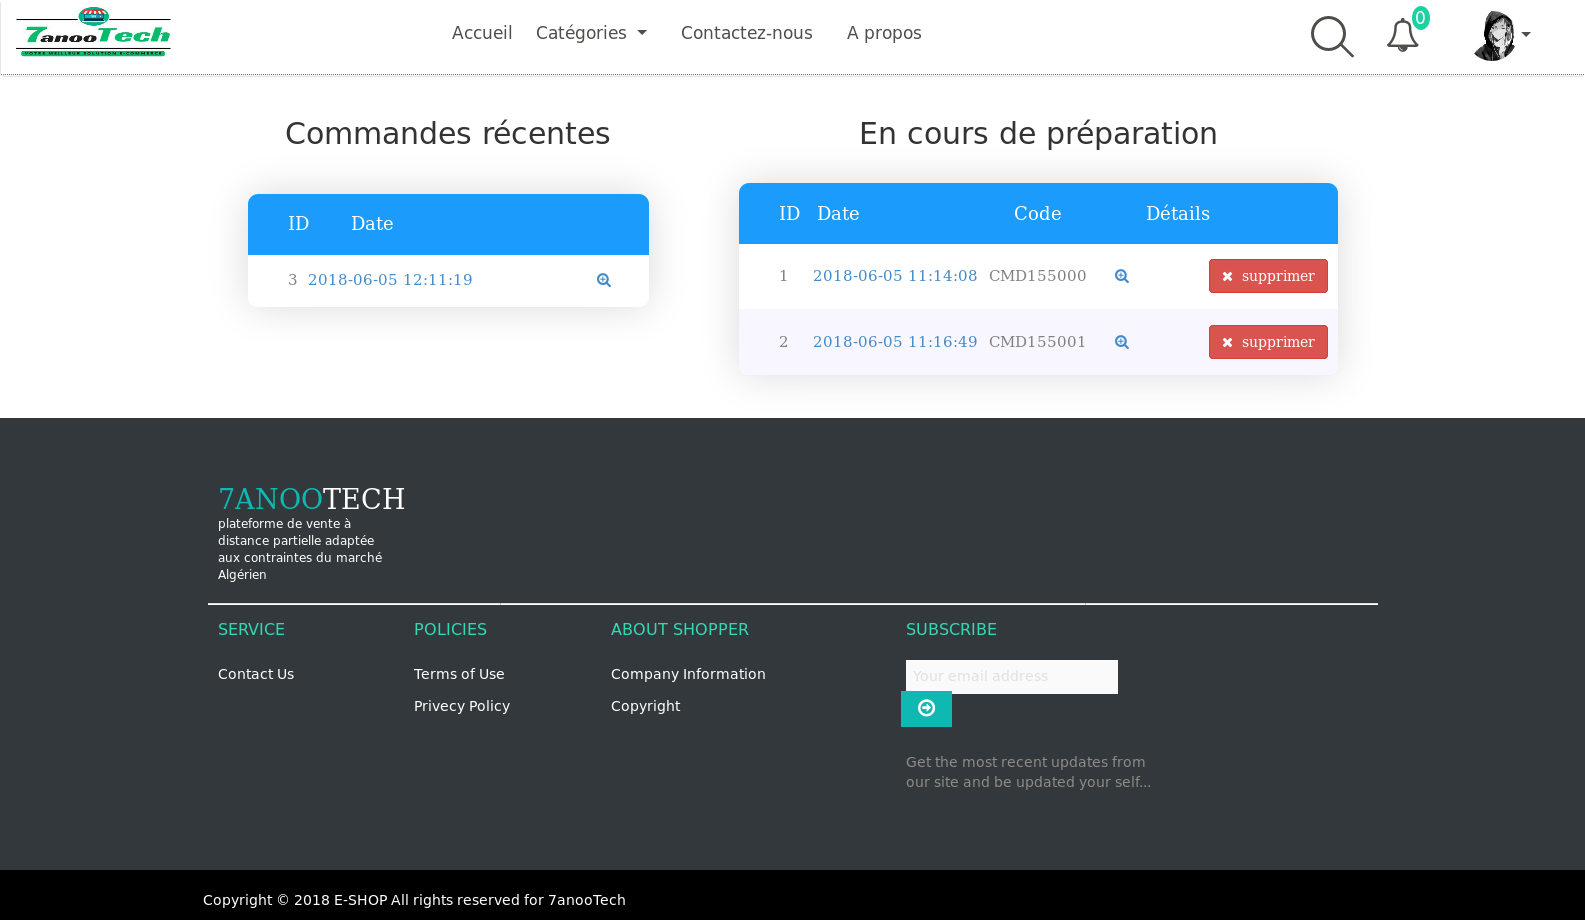 7anooTech
VOTRE MEILLEUR SOLUTION E-COMMERCE
Accueil Catégories Contactez-nous A propos
0
Commandes récentes
ID Date
3 2018-06-05 12:11:19
En cours de préparation
ID Date Code Détails
1 2018-06-05 11:14:08 CMD155000 supprimer
2 2018-06-05 11:16:49 CMD155001 supprimer
7ANOOTECH
plateforme de vente à
distance partielle adaptée
aux contraintes du marché
Algérien
SERVICE
Contact Us
POLICIES
Terms of Use
Privecy Policy
ABOUT SHOPPER
Company Information
Copyright
SUBSCRIBE
Your email address
Get the most recent updates from
our site and be updated your self...
Copyright © 2018 E-SHOP All rights reserved for 7anooTech